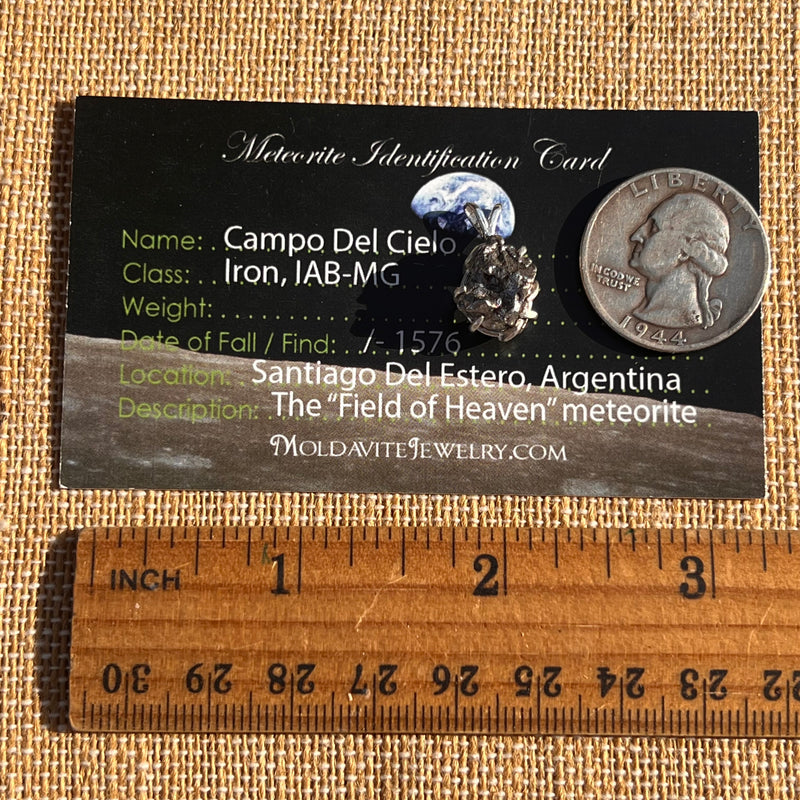 Meteorite Identification Card
Name: . Campo Del Cielo
Class: . . Iron, IAB-MG
Weight: . . . . . . . . . . . . . . . . . . . . . . . .
Date of Fall / Find: . . /- 1576 . . . . . . . . . . . . . . . . . . . .
Location: . Santiago Del Estero, Argentina . .
Description: . The "Field of Heaven" meteorite
MoldaviteJewelry.com
LIBERTY
IN GOD WE
TRUST
1944
INCH 1 2 3
30 29 28 27 26 25 24 23 22